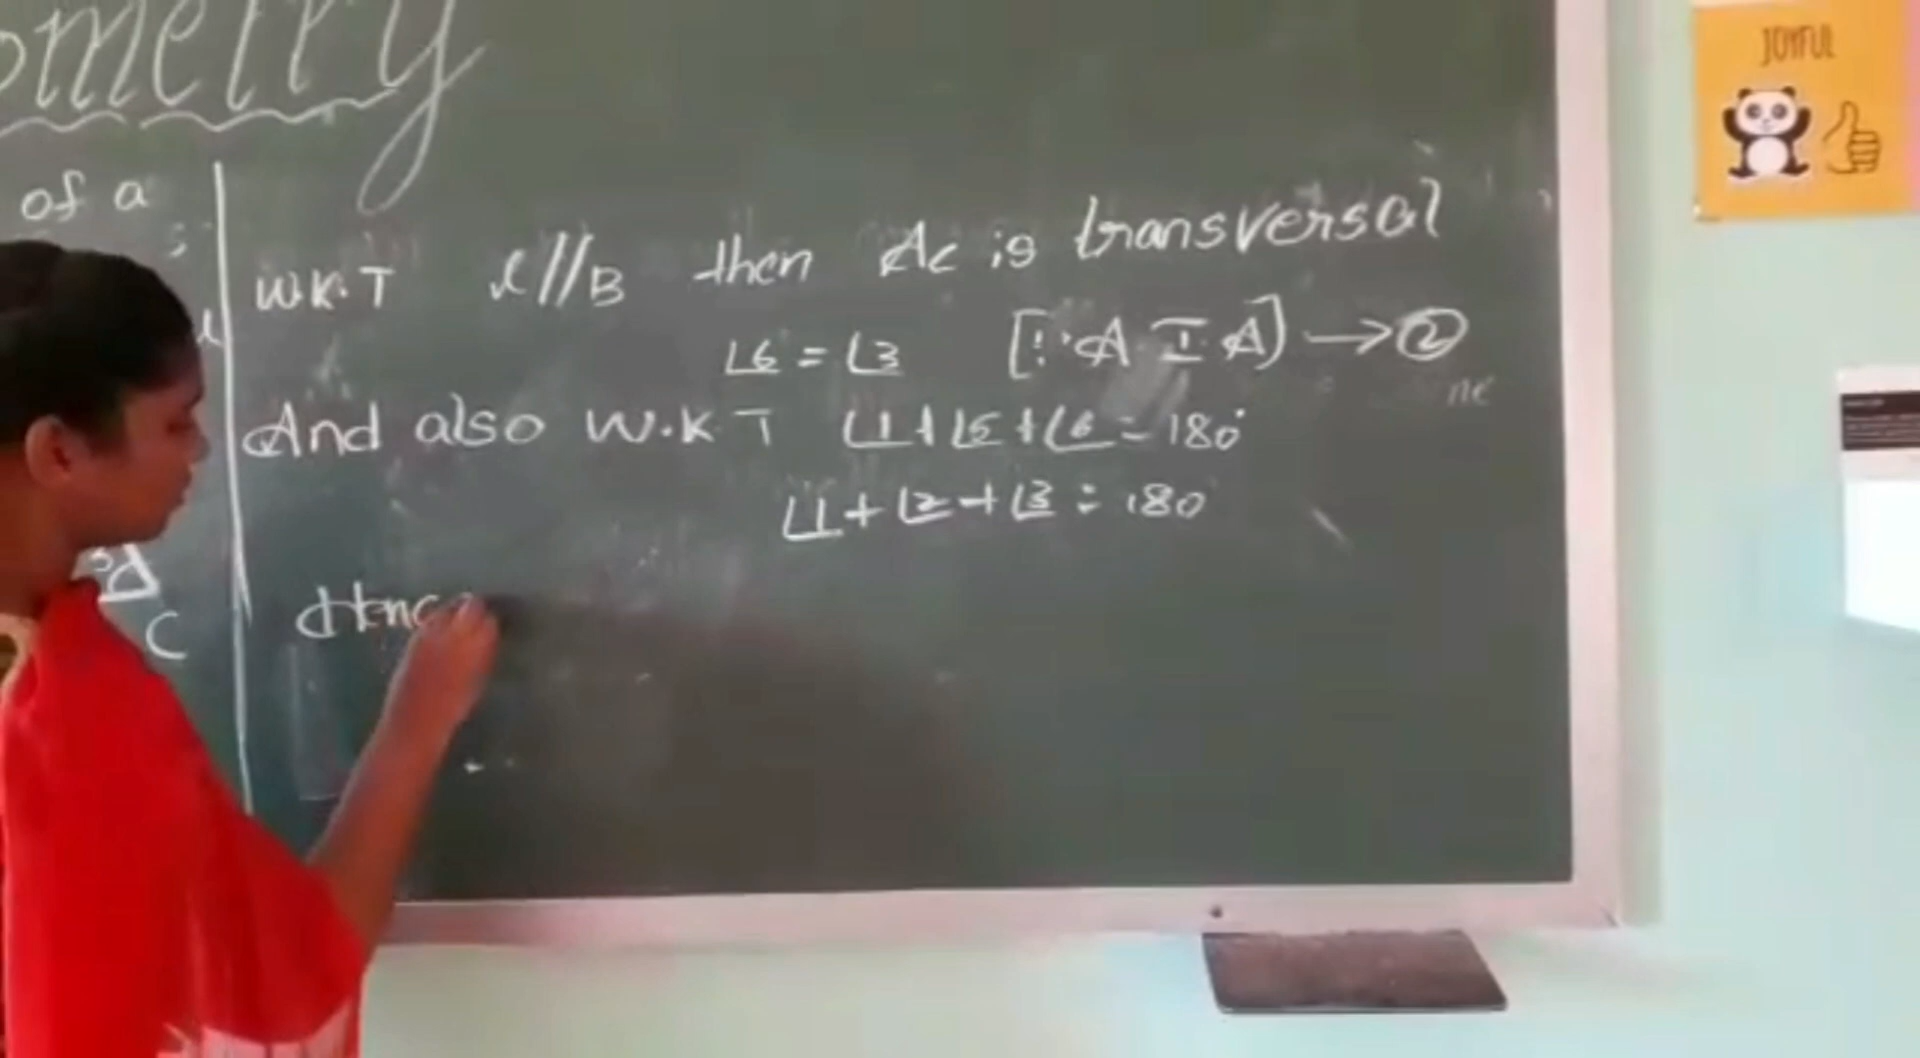 ometry
of a
l
W.K.T l//B then AC is transversal
∠6 = ∠3 [∵ A I A] → ②
And also W.K.T ∠1+∠5+∠6 = 180°
∠1+∠2+∠3 = 180
Hence
C
JOYFUL